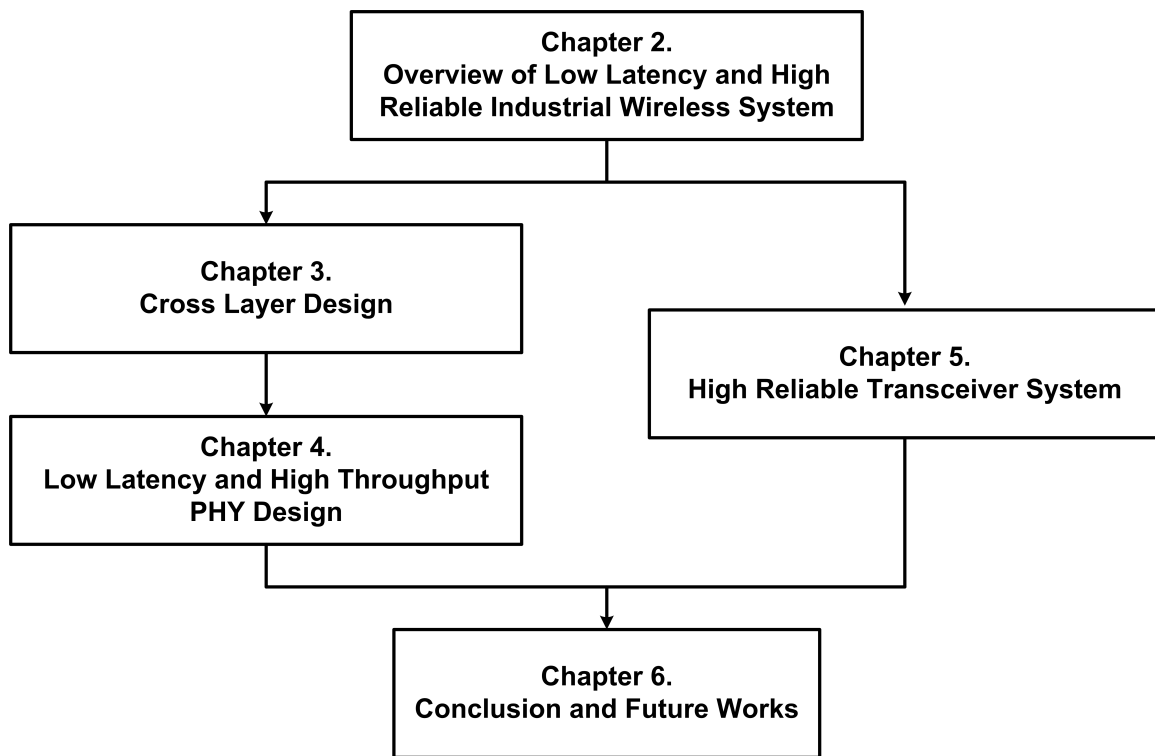 Chapter 2.
Overview of Low Latency and High
Reliable Industrial Wireless System
Chapter 3.
Cross Layer Design
Chapter 5.
High Reliable Transceiver System
Chapter 4.
Low Latency and High Throughput
PHY Design
Chapter 6.
Conclusion and Future Works